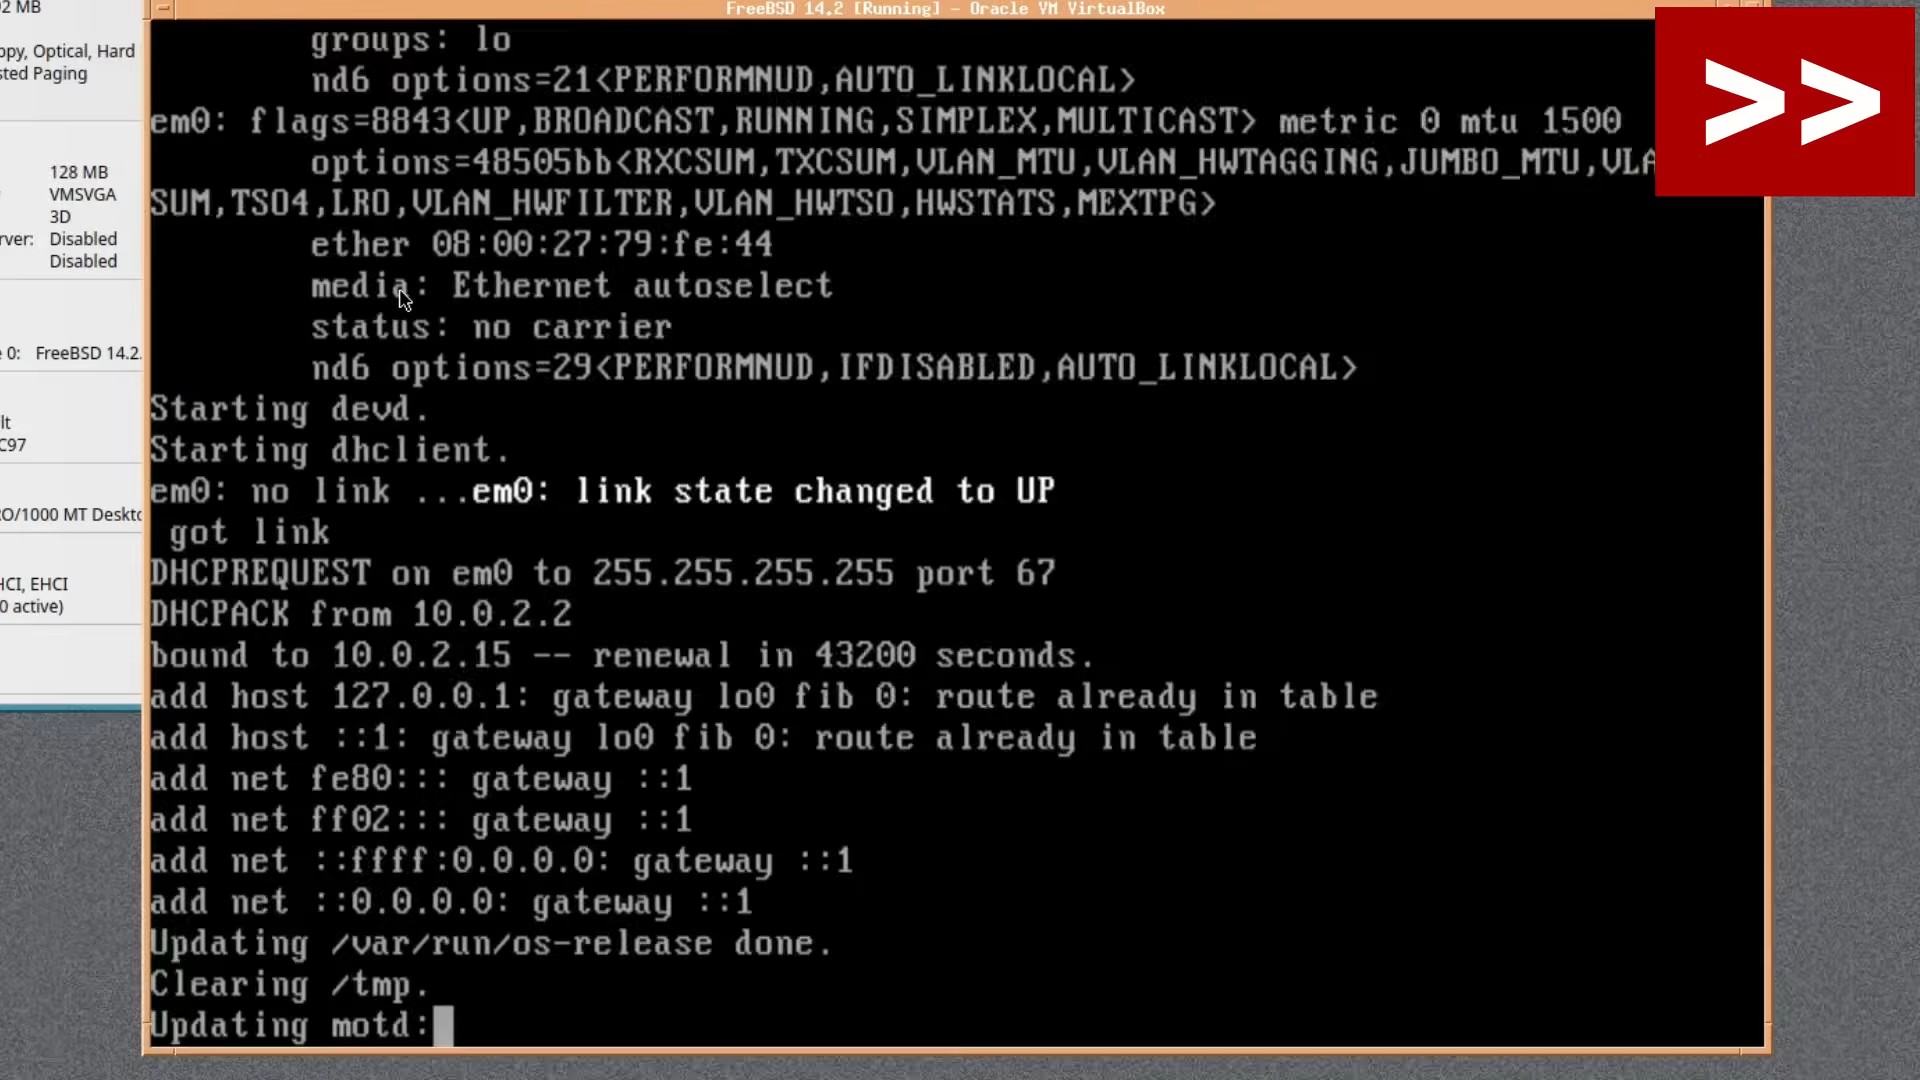 FreeBSD 14.2 [Running] - Oracle VM VirtualBox
>>
92 MB
Hard
Optical,
Paging
128 MB
VMSVGA
3D
Disabled
Disabled
0: FreeBSD 14.2.
C97
EHCI
0 active)
groups: lo
nd6 options=21<PERFORMNUD,AUTO_LINKLOCAL>
em0: flags=8843<UP,BROADCAST,RUNNING,SIMPLEX,MULTICAST> metric 0 mtu 1500
options=48505bb<RXCSUM,TXCSUM,VLAN_MTU,VLAN_HWTAGGING,JUMBO_MTU,VLA
SUM,TSO4,LRO,VLAN_HWFILTER,VLAN_HWTSO,HWSTATS,MEXTPG>
ether 08:00:27:79:fe:44
media: Ethernet autoselect
status: no carrier
nd6 options=29<PERFORMNUD,IFDISABLED,AUTO_LINKLOCAL>
Starting devd.
Starting dhclient.
em0: no link ...em0: link state changed to UP
got link
DHCPREQUEST on em0 to 255.255.255.255 port 67
DHCPACK from 10.0.2.2
bound to 10.0.2.15 -- renewal in 43200 seconds.
add host 127.0.0.1: gateway lo0 fib 0: route already in table
add host ::1: gateway lo0 fib 0: route already in table
add net fe80::: gateway ::1
add net ff02::: gateway ::1
add net ::ffff:0.0.0.0: gateway ::1
add net ::0.0.0.0: gateway ::1
Updating /var/run/os-release done.
Clearing /tmp.
Updating motd: